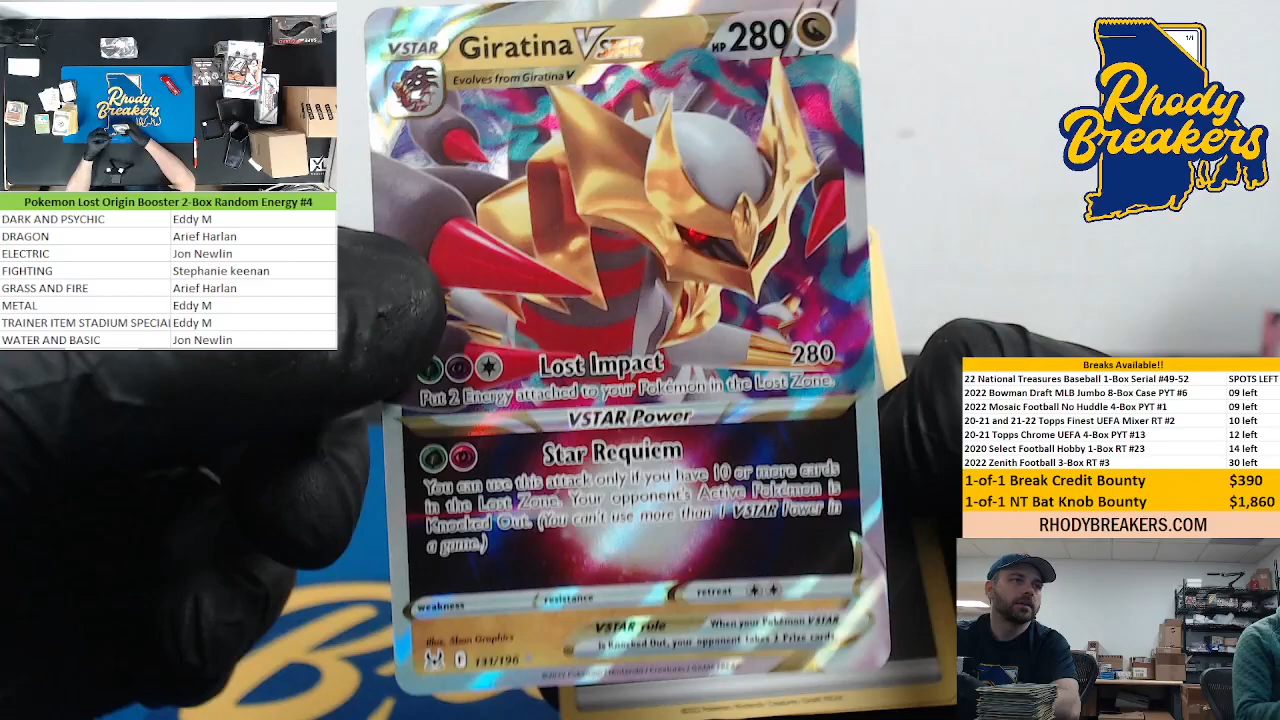 Rhody
Breakers
Pokemon Lost Origin Booster 2-Box Random Energy #4
DARK AND PSYCHIC Eddy M
DRAGON Arief Harlan
ELECTRIC Jon Newlin
FIGHTING Stephanie keenan
GRASS AND FIRE Arief Harlan
METAL Eddy M
TRAINER ITEM STADIUM SPECIAL Eddy M
WATER AND BASIC Jon Newlin
VSTAR Giratina VSTAR HP 280
Evolves from Giratina V
Lost Impact 280
Put 2 Energy attached to your Pokémon in the Lost Zone.
VSTAR Power
Star Requiem
You can use this attack only if you have 10 or more cards
in the Lost Zone. Your opponent's Active Pokémon is
Knocked Out. (You can't use more than 1 VSTAR Power in
a game.)
weakness resistance retreat
VSTAR rule When your Pokémon VSTAR
is Knocked Out, your opponent takes 2 Prize cards.
131/196
1/1
Rhody
Breakers
Breaks Available!!
22 National Treasures Baseball 1-Box Serial #49-52 SPOTS LEFT
2022 Bowman Draft MLB Jumbo 8-Box Case PYT #6 09 left
2022 Mosaic Football No Huddle 4-Box PYT #1 09 left
20-21 and 21-22 Topps Finest UEFA Mixer RT #2 10 left
20-21 Topps Chrome UEFA 4-Box PYT #13 12 left
2020 Select Football Hobby 1-Box RT #23 14 left
2022 Zenith Football 3-Box RT #3 30 left
1-of-1 Break Credit Bounty $390
1-of-1 NT Bat Knob Bounty $1,860
RHODYBREAKERS.COM